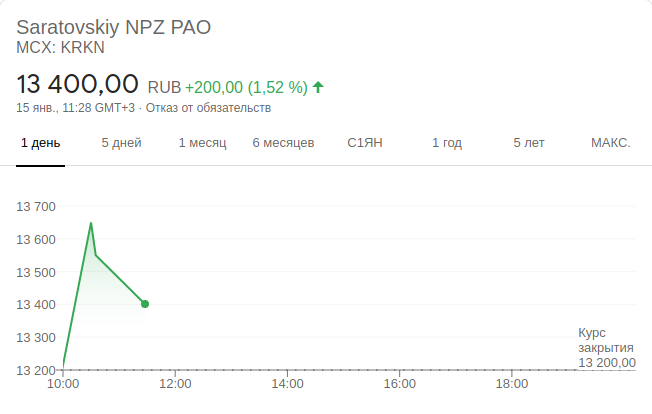 Saratovskiy NPZ PAO
MCX: KRKN
13 400,00 RUB +200,00 (1,52 %)
15 янв., 11:28 GMT+3 · Отказ от обязательств
1 день 5 дней 1 месяц 6 месяцев С1ЯН 1 год 5 лет МАКС.
13 700
13 600
13 500
13 400
13 300
Курс
закрытия
13 200,00
13 200
10:00 12:00 14:00 16:00 18:00